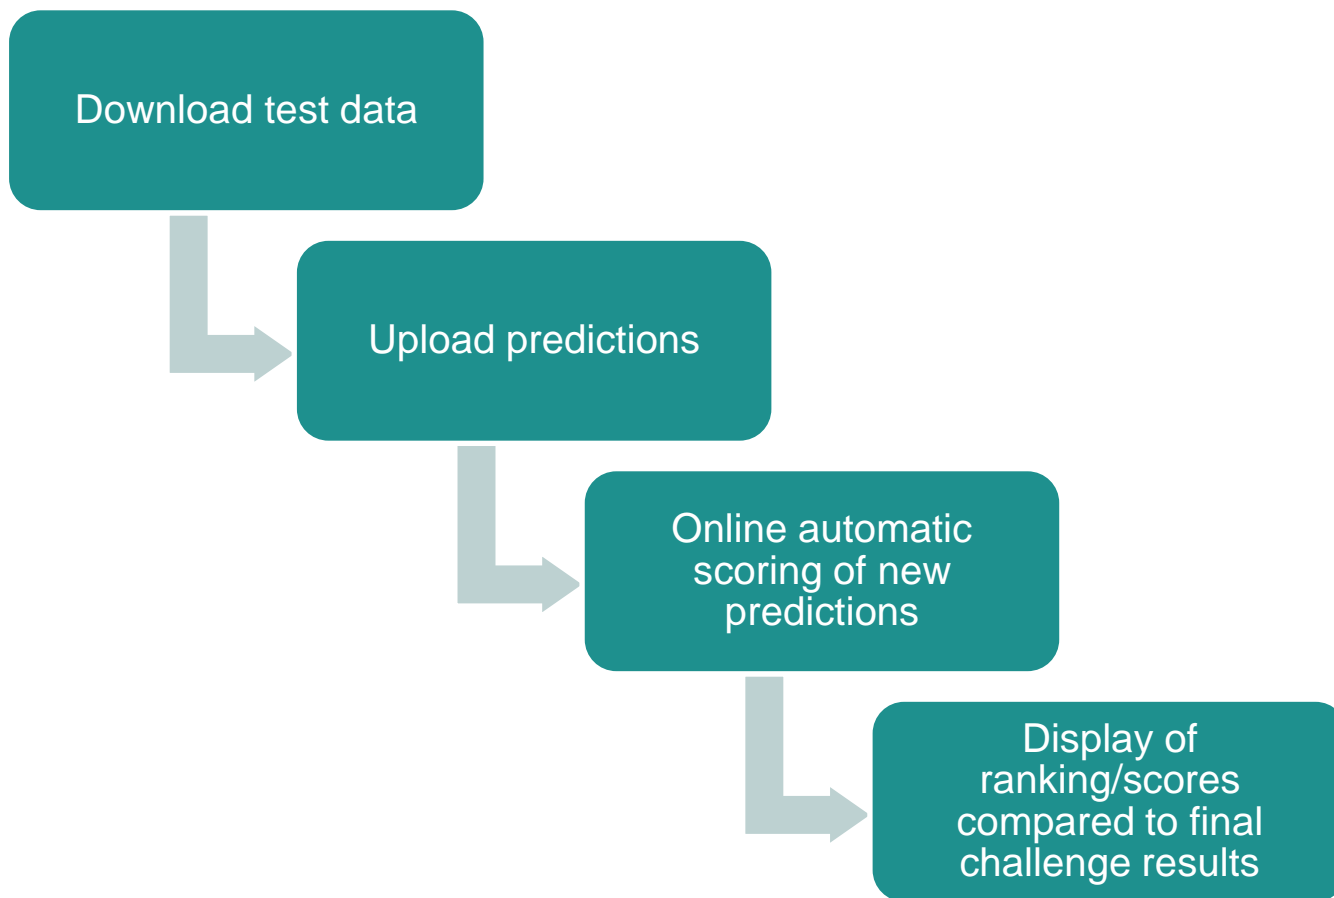 Download test data
Upload predictions
Online automatic
scoring of new
predictions
Display of
ranking/scores
compared to final
challenge results